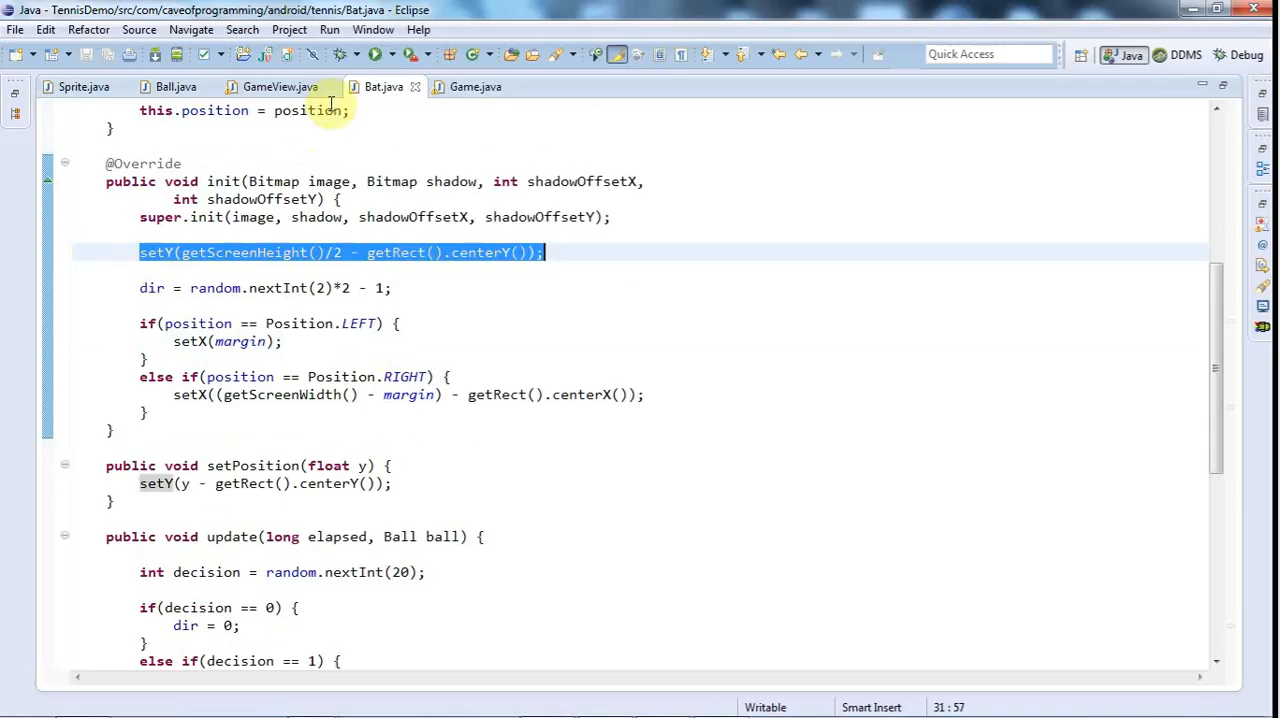 Java - TennisDemo/src/com/caveofprogramming/android/tennis/Bat.java - Eclipse
File Edit Refactor Source Navigate Search Project Run Window Help
Quick Access Java DDMS Debug
Sprite.java Ball.java GameView.java Bat.java Game.java
this.position = position;
}
@Override
public void init(Bitmap image, Bitmap shadow, int shadowOffsetX,
int shadowOffsetY) {
super.init(image, shadow, shadowOffsetX, shadowOffsetY);
setY(getScreenHeight()/2 - getRect().centerY());
dir = random.nextInt(2)*2 - 1;
if(position == Position.LEFT) {
setX(margin);
}
else if(position == Position.RIGHT) {
setX((getScreenWidth() - margin) - getRect().centerX());
}
}
public void setPosition(float y) {
setY(y - getRect().centerY());
}
public void update(long elapsed, Ball ball) {
int decision = random.nextInt(20);
if(decision == 0) {
dir = 0;
}
else if(decision == 1) {
Writable Smart Insert 31 : 57